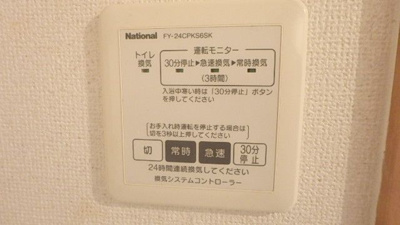 National FY-24CPKS6SK
トイレ換気
運転モニター
30分停止▶急速換気▶常時換気
(3時間)
入浴中寒い時は「30分停止」ボタン
を押してください
お手入れ時運転を停止する場合は
切を3秒以上押してください
切 常時 急速 30分停止
24時間連続換気してください
換気システムコントローラー